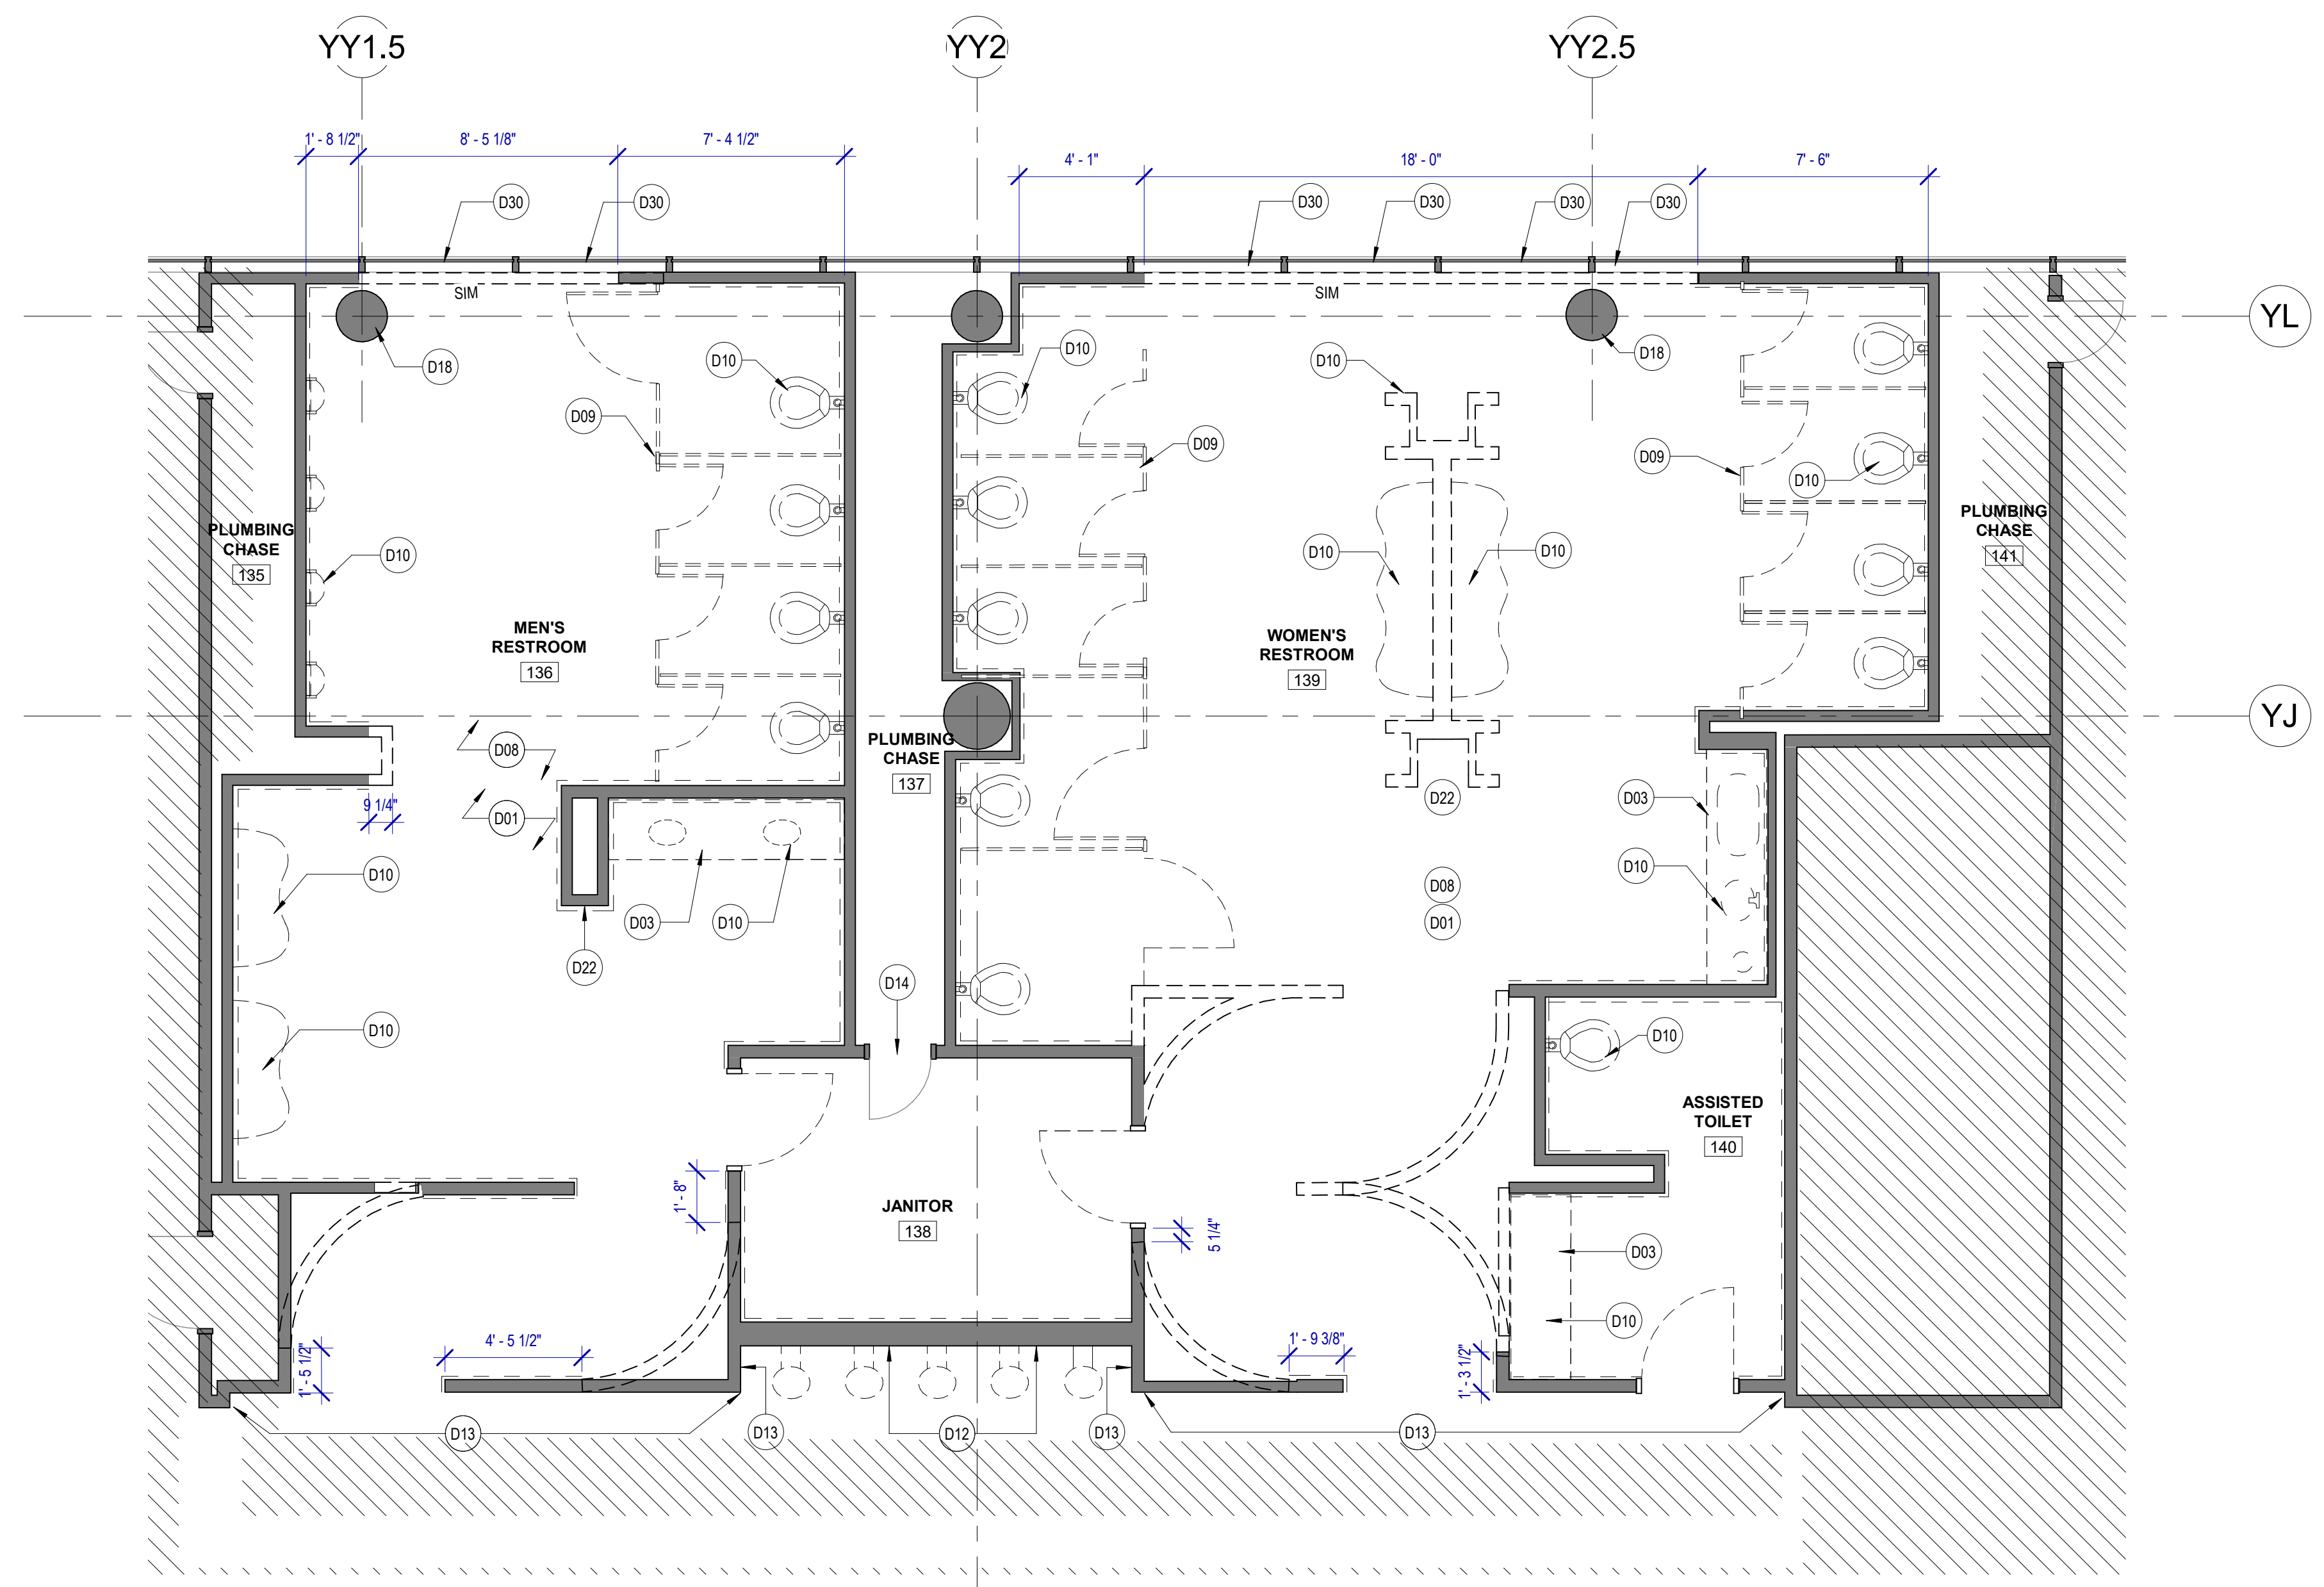 YY1.5
YY2
YY2.5
1' - 8 1/2"
8' - 5 1/8"
7' - 4 1/2"
4' - 1"
18' - 0"
7' - 6"
D30
D30
D30
D30
D30
D30
SIM
SIM
YL
D18
D10
D10
D10
D18
D09
D09
D09
D10
PLUMBING
CHASE
135
D10
D10
D10
PLUMBING
CHASE
141
MEN'S
RESTROOM
136
WOMEN'S
RESTROOM
139
YJ
D08
PLUMBING
CHASE
137
9 1/4"
D01
D22
D03
D10
D10
D08
D03
D10
D01
D22
D14
D10
D10
ASSISTED
TOILET
140
1' - 8"
JANITOR
138
5 1/4"
D03
D10
4' - 5 1/2"
1' - 9 3/8"
1' - 5 1/2"
1' - 3 1/2"
D13
D13
D12
D13
D13